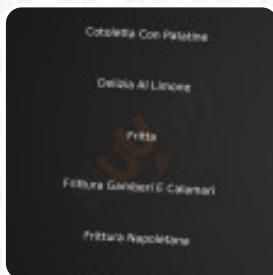 Cotoletta Con Patatine
Delizia Al Limone
Fritta
Frittura Gamberi E Calamari
Frittura Napoletana